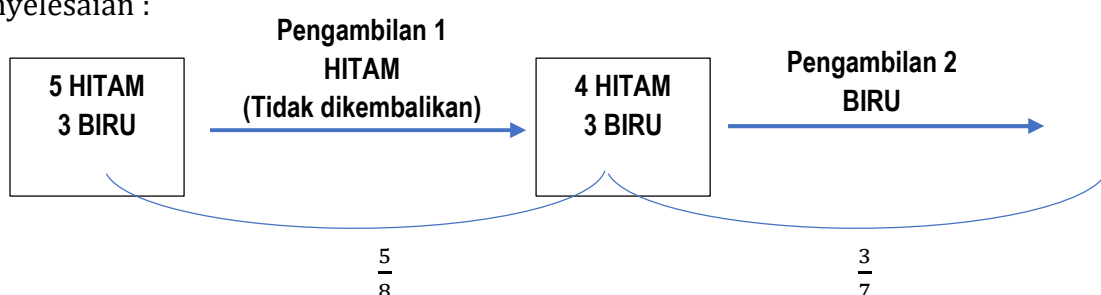 nyelesaian :
Pengambilan 1
HITAM
(Tidak dikembalikan)
5 HITAM
3 BIRU
4 HITAM
3 BIRU
Pengambilan 2
BIRU
5
8
3
7